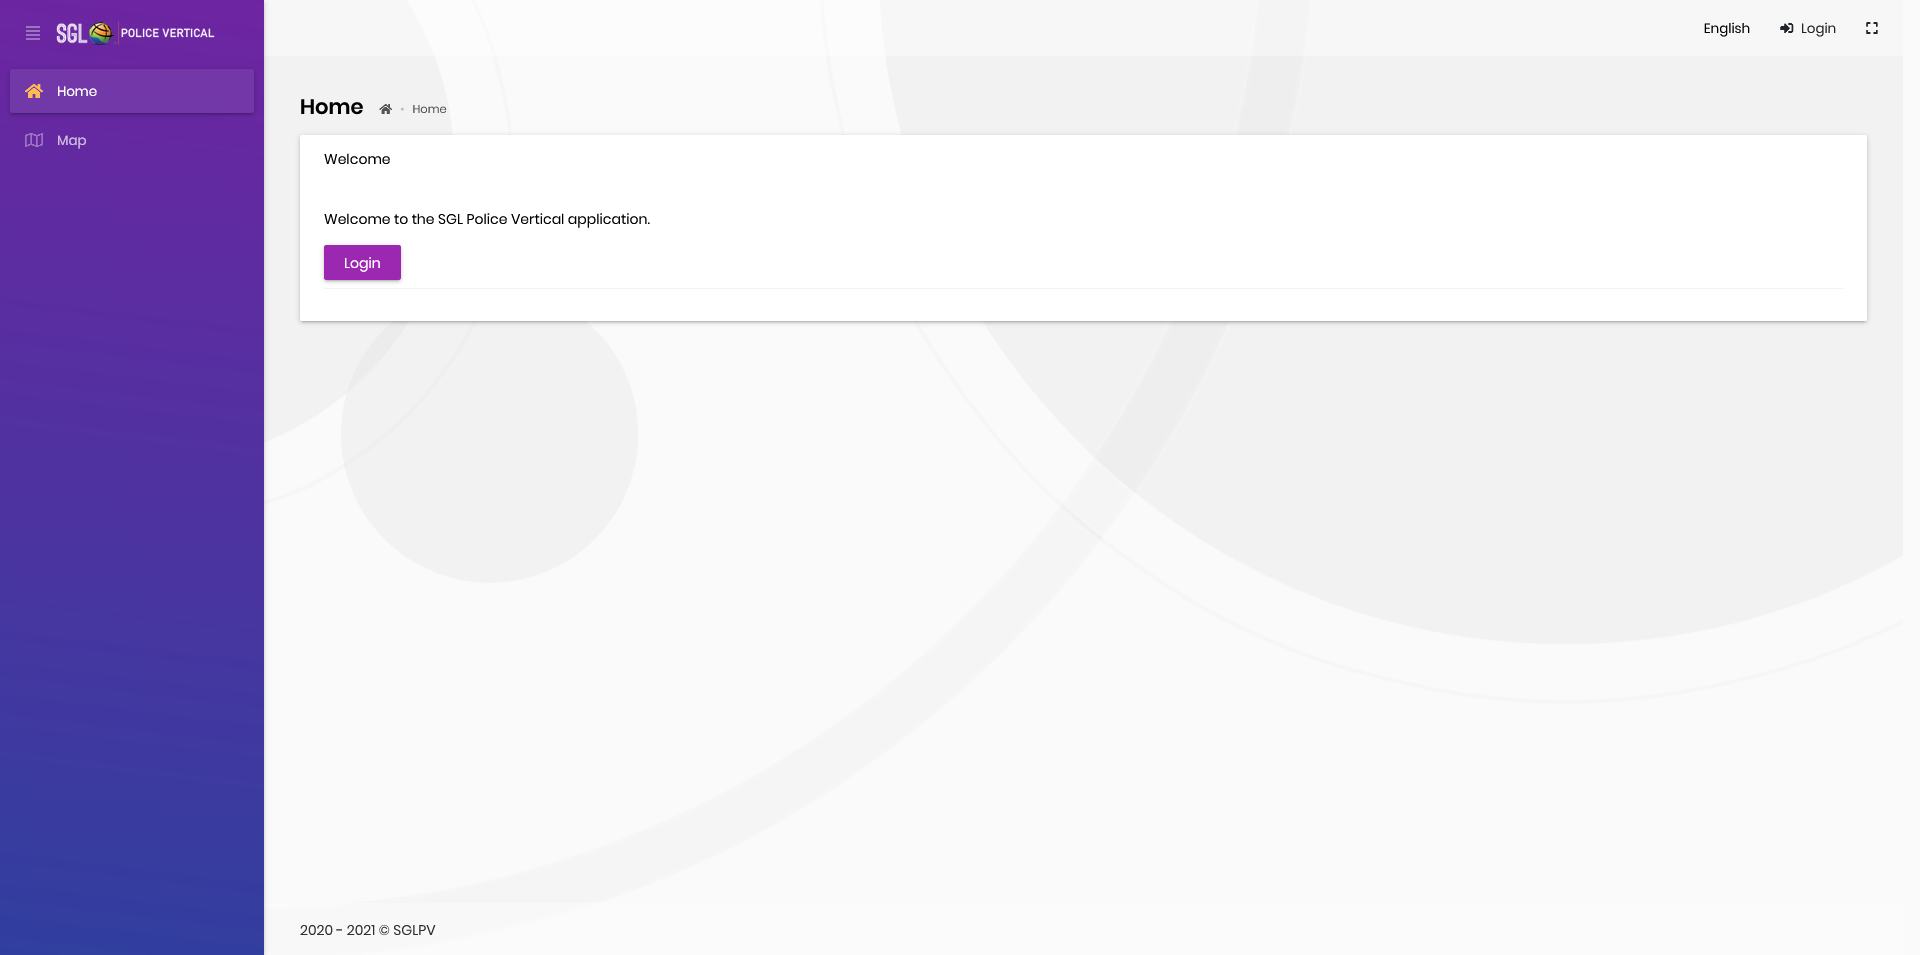 SGL POLICE VERTICAL
Home
Map
English
Login
Home
Home
Welcome
Welcome to the SGL Police Vertical application.
Login
2020 - 2021 © SGLPV